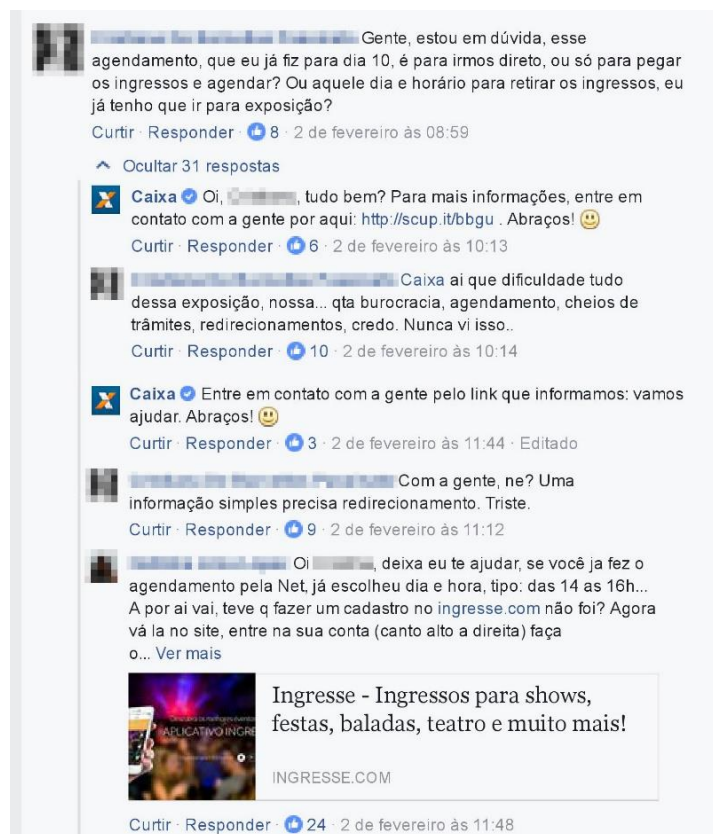 Gente, estou em dúvida, esse
agendamento, que eu já fiz para dia 10, é para irmos direto, ou só para pegar
os ingressos e agendar? Ou aquele dia e horário para retirar os ingressos, eu
já tenho que ir para exposição?
Curtir · Responder · 8 · 2 de fevereiro às 08:59
Ocultar 31 respostas
Caixa Oi, , tudo bem? Para mais informações, entre em
contato com a gente por aqui: http://scup.it/bbgu . Abraços!
Curtir · Responder · 6 · 2 de fevereiro às 10:13
Caixa ai que dificuldade tudo
dessa exposição, nossa... qta burocracia, agendamento, cheios de
trâmites, redirecionamentos, credo. Nunca vi isso..
Curtir · Responder · 10 · 2 de fevereiro às 10:14
Caixa Entre em contato com a gente pelo link que informamos: vamos
ajudar. Abraços!
Curtir · Responder · 3 · 2 de fevereiro às 11:44 · Editado
Com a gente, ne? Uma
informação simples precisa redirecionamento. Triste.
Curtir · Responder · 9 · 2 de fevereiro às 11:12
Oi , deixa eu te ajudar, se você ja fez o
agendamento pela Net, já escolheu dia e hora, tipo: das 14 as 16h...
A por ai vai, teve q fazer um cadastro no ingresse.com não foi? Agora
vá la no site, entre na sua conta (canto alto a direita) faça
o... Ver mais
Descubra os melhores eventos
APLICATIVO INGRE
Ingresse - Ingressos para shows,
festas, baladas, teatro e muito mais!
INGRESSE.COM
Curtir · Responder · 24 · 2 de fevereiro às 11:48